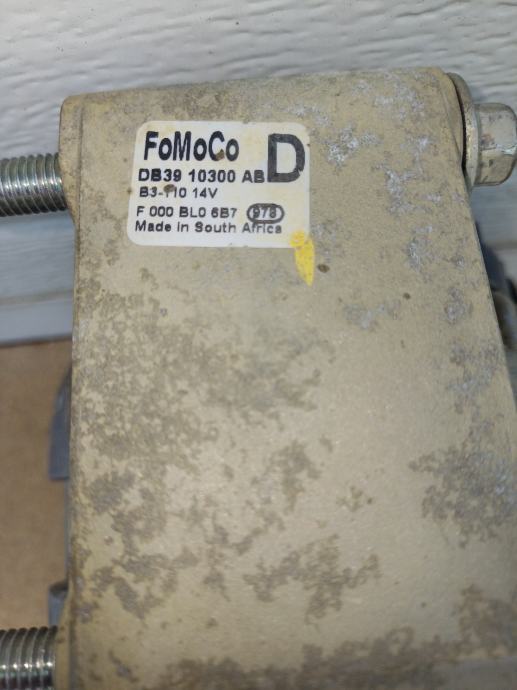 FoMoCo D
DB39 10300 AB
B3-110 14V
F 000 BL0 6B7 978
Made in South Africa